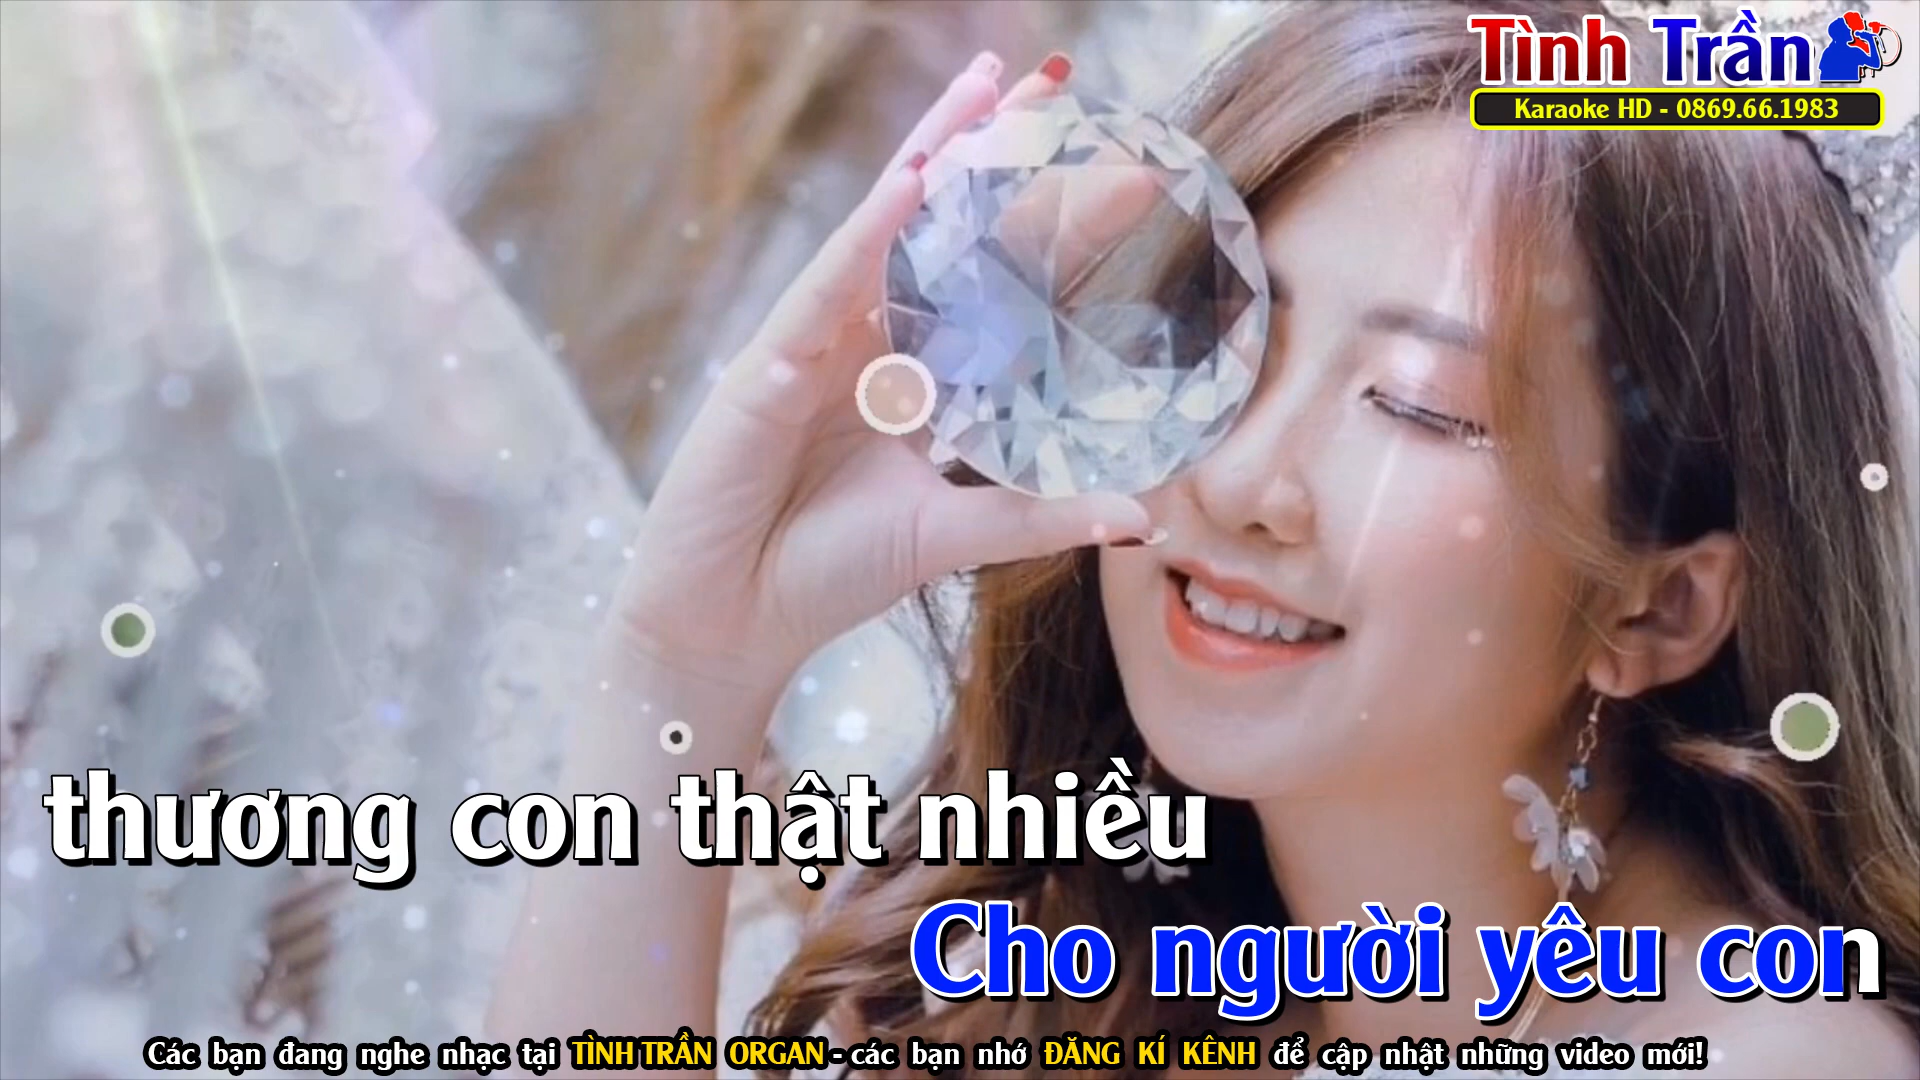 Tình Trần
Karaoke HD - 0869.66.1983
thương con thật nhiều
Cho người yêu con
Các bạn đang nghe nhạc tại TÌNH TRẦN ORGAN - các bạn nhớ ĐĂNG KÍ KÊNH để cập nhật những video mới!